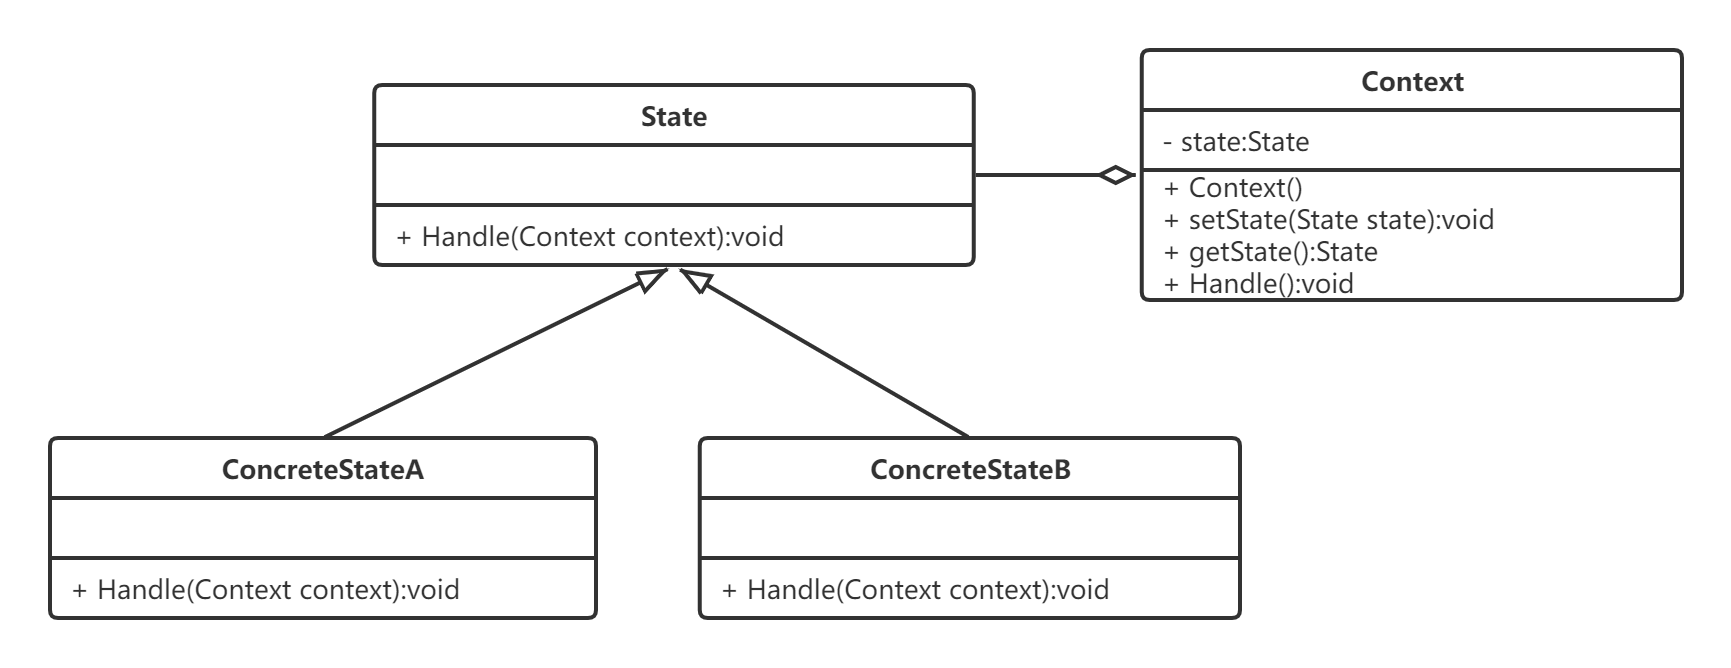 State
+ Handle(Context context):void
Context
- state:State
+ Context()
+ setState(State state):void
+ getState():State
+ Handle():void
ConcreteStateA
+ Handle(Context context):void
ConcreteStateB
+ Handle(Context context):void